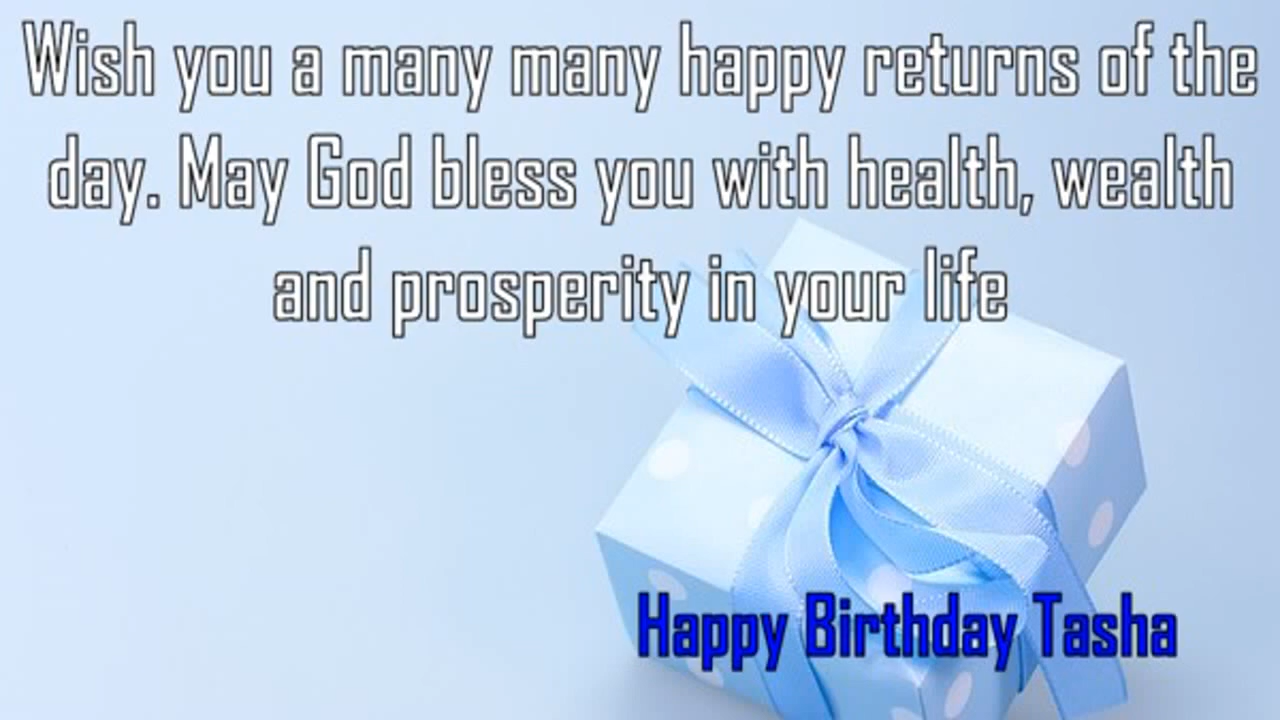 Wish you a many many happy returns of the
day. May God bless you with health, wealth
and prosperity in your life
Happy Birthday Tasha